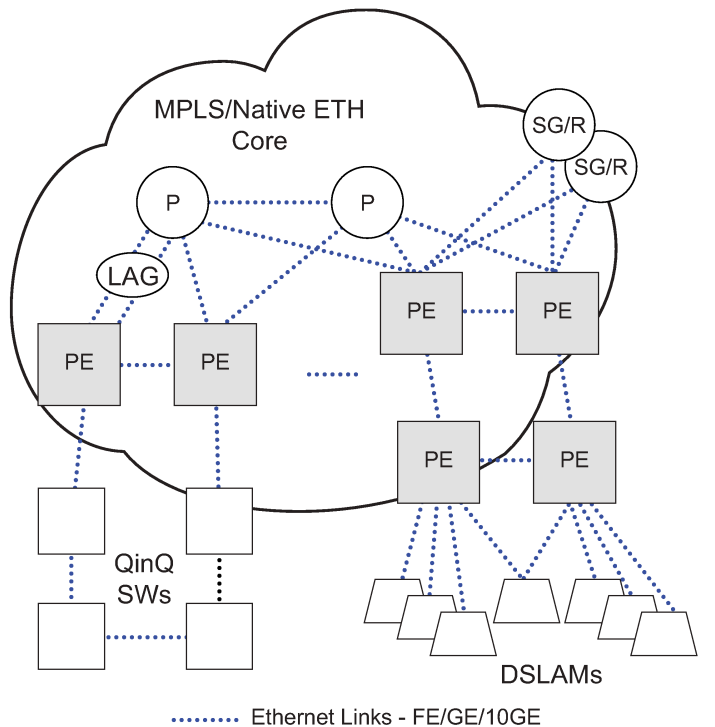 MPLS/Native ETH
Core
SG/R
SG/R
P
P
LAG
PE
PE
PE
PE
PE
PE
QinQ
SWs
DSLAMs
Ethernet Links - FE/GE/10GE